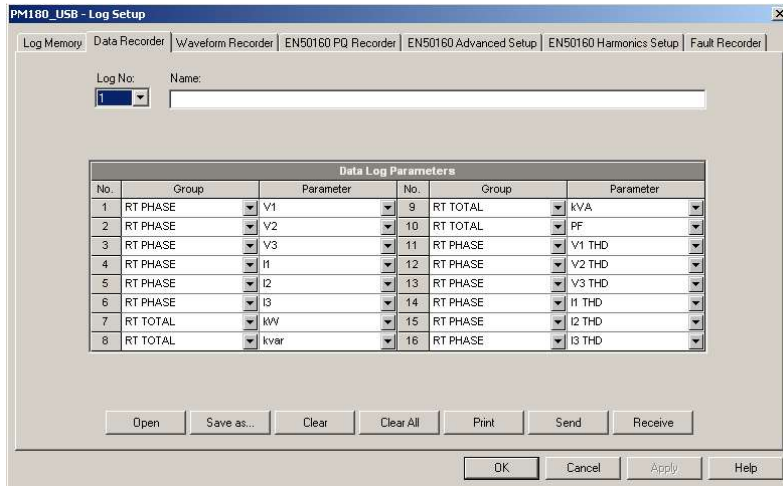 PM180_USB - Log Setup
Log Memory Data Recorder Waveform Recorder EN50160 PQ Recorder EN50160 Advanced Setup EN50160 Harmonics Setup Fault Recorder
Log No: Name:
1
Data Log Parameters
No. Group Parameter No. Group Parameter
1 RT PHASE V1 9 RT TOTAL kVA
2 RT PHASE V2 10 RT TOTAL PF
3 RT PHASE V3 11 RT PHASE V1 THD
4 RT PHASE I1 12 RT PHASE V2 THD
5 RT PHASE I2 13 RT PHASE V3 THD
6 RT PHASE I3 14 RT PHASE I1 THD
7 RT TOTAL kW 15 RT PHASE I2 THD
8 RT TOTAL kvar 16 RT PHASE I3 THD
Open Save as... Clear Clear All Print Send Receive
OK Cancel Apply Help